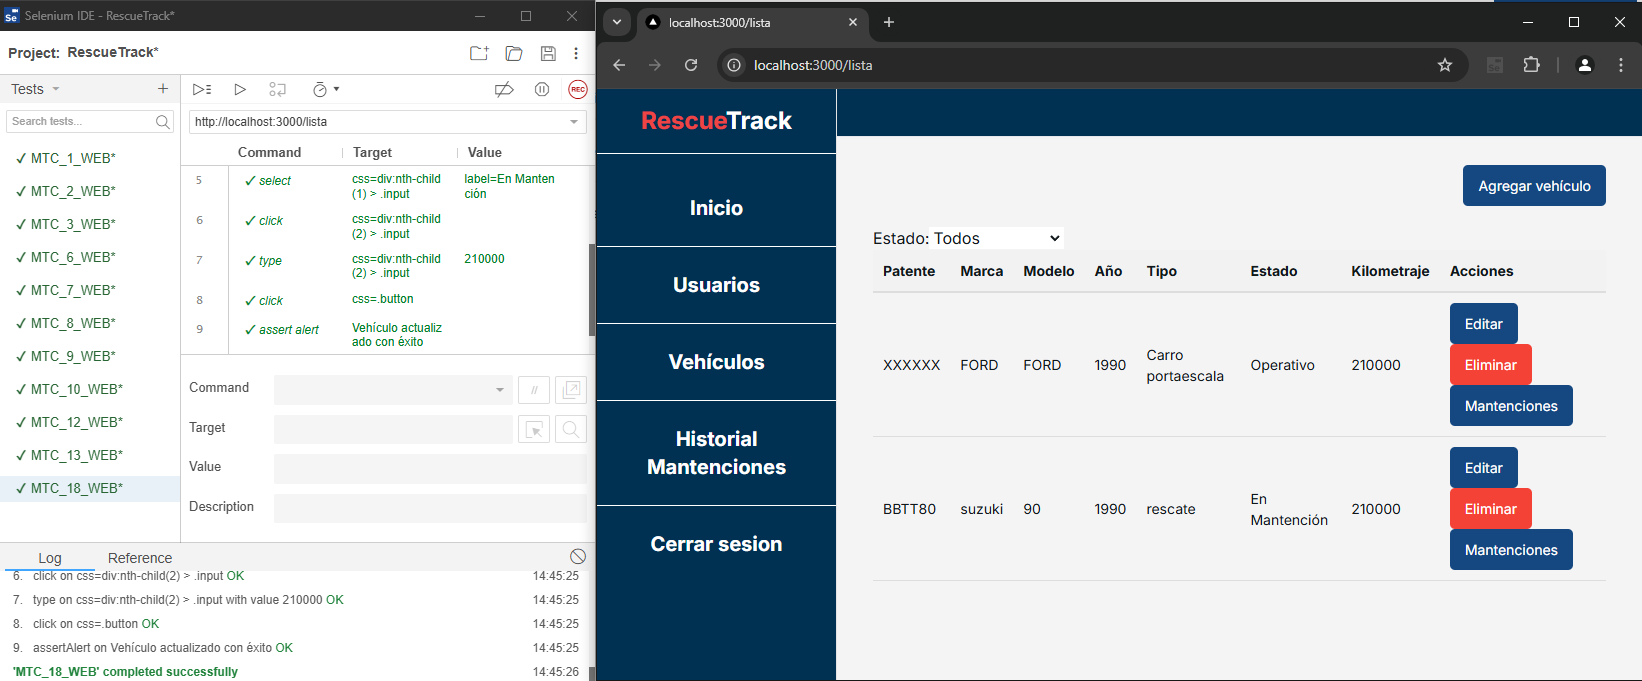 Selenium IDE - RescueTrack*
Project: RescueTrack*
Tests
Search tests...
✓ MTC_1_WEB*
✓ MTC_2_WEB*
✓ MTC_3_WEB*
✓ MTC_6_WEB*
✓ MTC_7_WEB*
✓ MTC_8_WEB*
✓ MTC_9_WEB*
✓ MTC_10_WEB*
✓ MTC_12_WEB*
✓ MTC_13_WEB*
✓ MTC_18_WEB*
REC
http://localhost:3000/lista
Command Target Value
5 ✓ select css=div:nth-child label=En Manten
(1) > .input ción
6 ✓ click css=div:nth-child
(2) > .input
7 ✓ type css=div:nth-child 210000
(2) > .input
8 ✓ click css=.button
9 ✓ assert alert Vehículo actualiz
ado con éxito
Command
//
Target
Value
Description
Log Reference
6. click on css=div:nth-child(2) > .input OK 14:45:25
7. type on css=div:nth-child(2) > .input with value 210000 OK 14:45:25
8. click on css=.button OK 14:45:25
9. assertAlert on Vehículo actualizado con éxito OK 14:45:25
'MTC_18_WEB' completed successfully 14:45:26
localhost:3000/lista
localhost:3000/lista
RescueTrack
Inicio
Usuarios
Vehículos
Historial
Mantenciones
Cerrar sesion
Agregar vehículo
Estado: Todos
Patente Marca Modelo Año Tipo Estado Kilometraje Acciones
XXXXXX FORD FORD 1990 Carro portaescala Operativo 210000
Editar
Eliminar
Mantenciones
BBTT80 suzuki 90 1990 rescate En Mantención 210000
Editar
Eliminar
Mantenciones